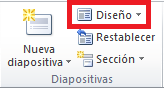 Diseño
Nueva
diapositiva
Restablecer
Sección
Diapositivas